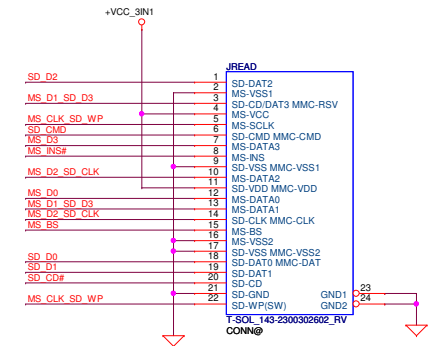 +VCC_3IN1
JREAD
SD_D2 1 SD-DAT2
2 MS-VSS1
MS_D1_SD_D3 3 SD-CD/DAT3 MMC-RSV
4 MS-VCC
MS_CLK_SD_WP 5 MS-SCLK
SD_CMD 6 SD-CMD MMC-CMD
MS_D3 7 MS-DATA3
MS_INS# 8 MS-INS
9 SD-VSS MMC-VSS1
MS_D2_SD_CLK 10 MS-DATA2
11 SD-VDD MMC-VDD
MS_D0 12 MS-DATA0
MS_D1_SD_D3 13 MS-DATA1
MS_D2_SD_CLK 14 SD-CLK MMC-CLK
MS_BS 15 MS-BS
16 MS-VSS2
17 SD-VSS MMC-VSS2
SD_D0 18 SD-DAT0 MMC-DAT
SD_D1 19 SD-DAT1
SD_CD# 20 SD-CD
21 SD-GND GND1 23
MS_CLK_SD_WP 22 SD-WP(SW) GND2 24
T-SOL_143-2300302602_RV
CONN@